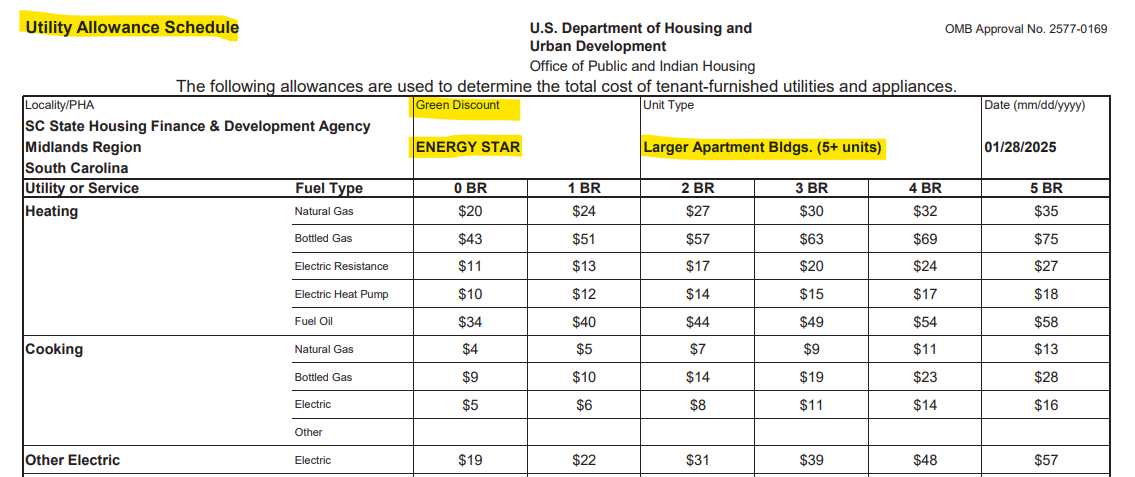 Utility Allowance Schedule
U.S. Department of Housing and
Urban Development
Office of Public and Indian Housing
OMB Approval No. 2577-0169
The following allowances are used to determine the total cost of tenant-furnished utilities and appliances.
Locality/PHA Green Discount Unit Type Date (mm/dd/yyyy)
SC State Housing Finance & Development Agency
Midlands Region ENERGY STAR Larger Apartment Bldgs. (5+ units) 01/28/2025
South Carolina
Utility or Service Fuel Type 0 BR 1 BR 2 BR 3 BR 4 BR 5 BR
Heating Natural Gas $20 $24 $27 $30 $32 $35
Bottled Gas $43 $51 $57 $63 $69 $75
Electric Resistance $11 $13 $17 $20 $24 $27
Electric Heat Pump $10 $12 $14 $15 $17 $18
Fuel Oil $34 $40 $44 $49 $54 $58
Cooking Natural Gas $4 $5 $7 $9 $11 $13
Bottled Gas $9 $10 $14 $19 $23 $28
Electric $5 $6 $8 $11 $14 $16
Other
Other Electric Electric $19 $22 $31 $39 $48 $57